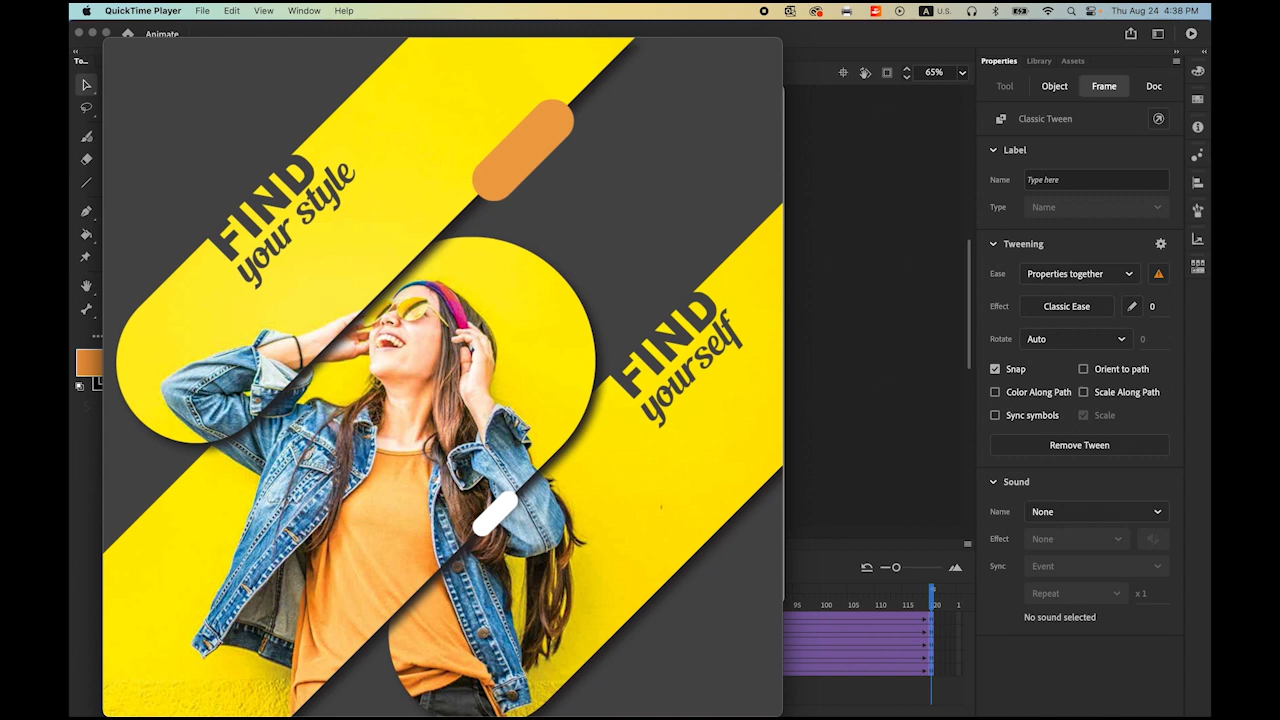 QuickTime Player File Edit View Window Help A U.S. Thu Aug 24 4:38 PM
Animate
To...
65%
Properties Library Assets
Tool Object Frame Doc
Classic Tween
Label
Name Type here
Type Name
Tweening
Ease Properties together
Effect Classic Ease 0
Rotate Auto 0
Snap Orient to path
Color Along Path Scale Along Path
Sync symbols Scale
Remove Tween
Sound
Name None
Effect None
Sync Event
Repeat x 1
No sound selected
FIND
your style
FIND
yourself
95 100 105 110 115 120 1